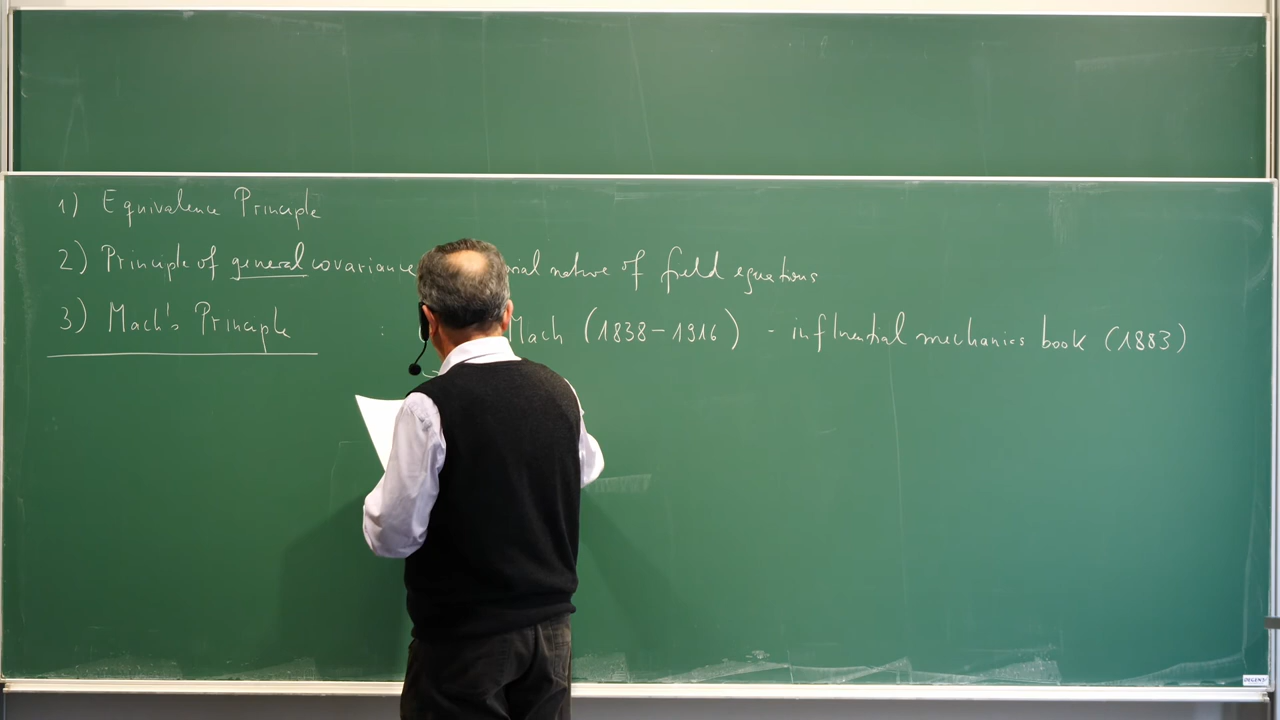 1) Equivalence Principle
2) Principle of general covariance nature of field equations
3) Mach's Principle : Mach (1838-1916) - influential mechanics book (1883)